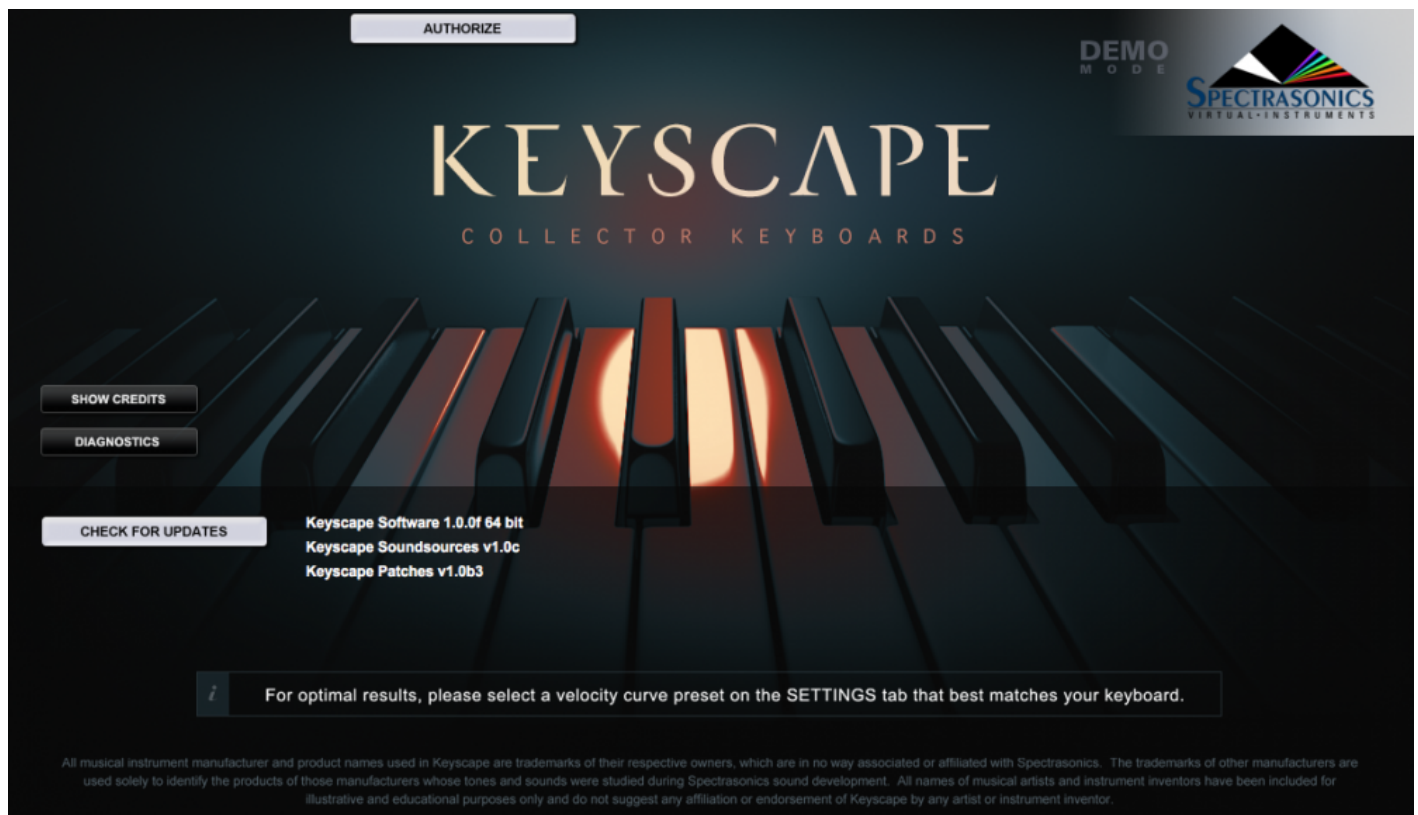 AUTHORIZE
DEMO
MODE
SPECTRASONICS
VIRTUAL•INSTRUMENTS
KEYSCAPE
COLLECTOR KEYBOARDS
SHOW CREDITS
DIAGNOSTICS
CHECK FOR UPDATES
Keyscape Software 1.0.0f 64 bit
Keyscape Soundsources v1.0c
Keyscape Patches v1.0b3
i
For optimal results, please select a velocity curve preset on the SETTINGS tab that best matches your keyboard.
All musical instrument manufacturer and product names used in Keyscape are trademarks of their respective owners, which are in no way associated or affiliated with Spectrasonics. The trademarks of other manufacturers are
used solely to identify the products of those manufacturers whose tones and sounds were studied during Spectrasonics sound development. All names of musical artists and instrument inventors have been included for
illustrative and educational purposes only and do not suggest any affiliation or endorsement of Keyscape by any artist or instrument inventor.